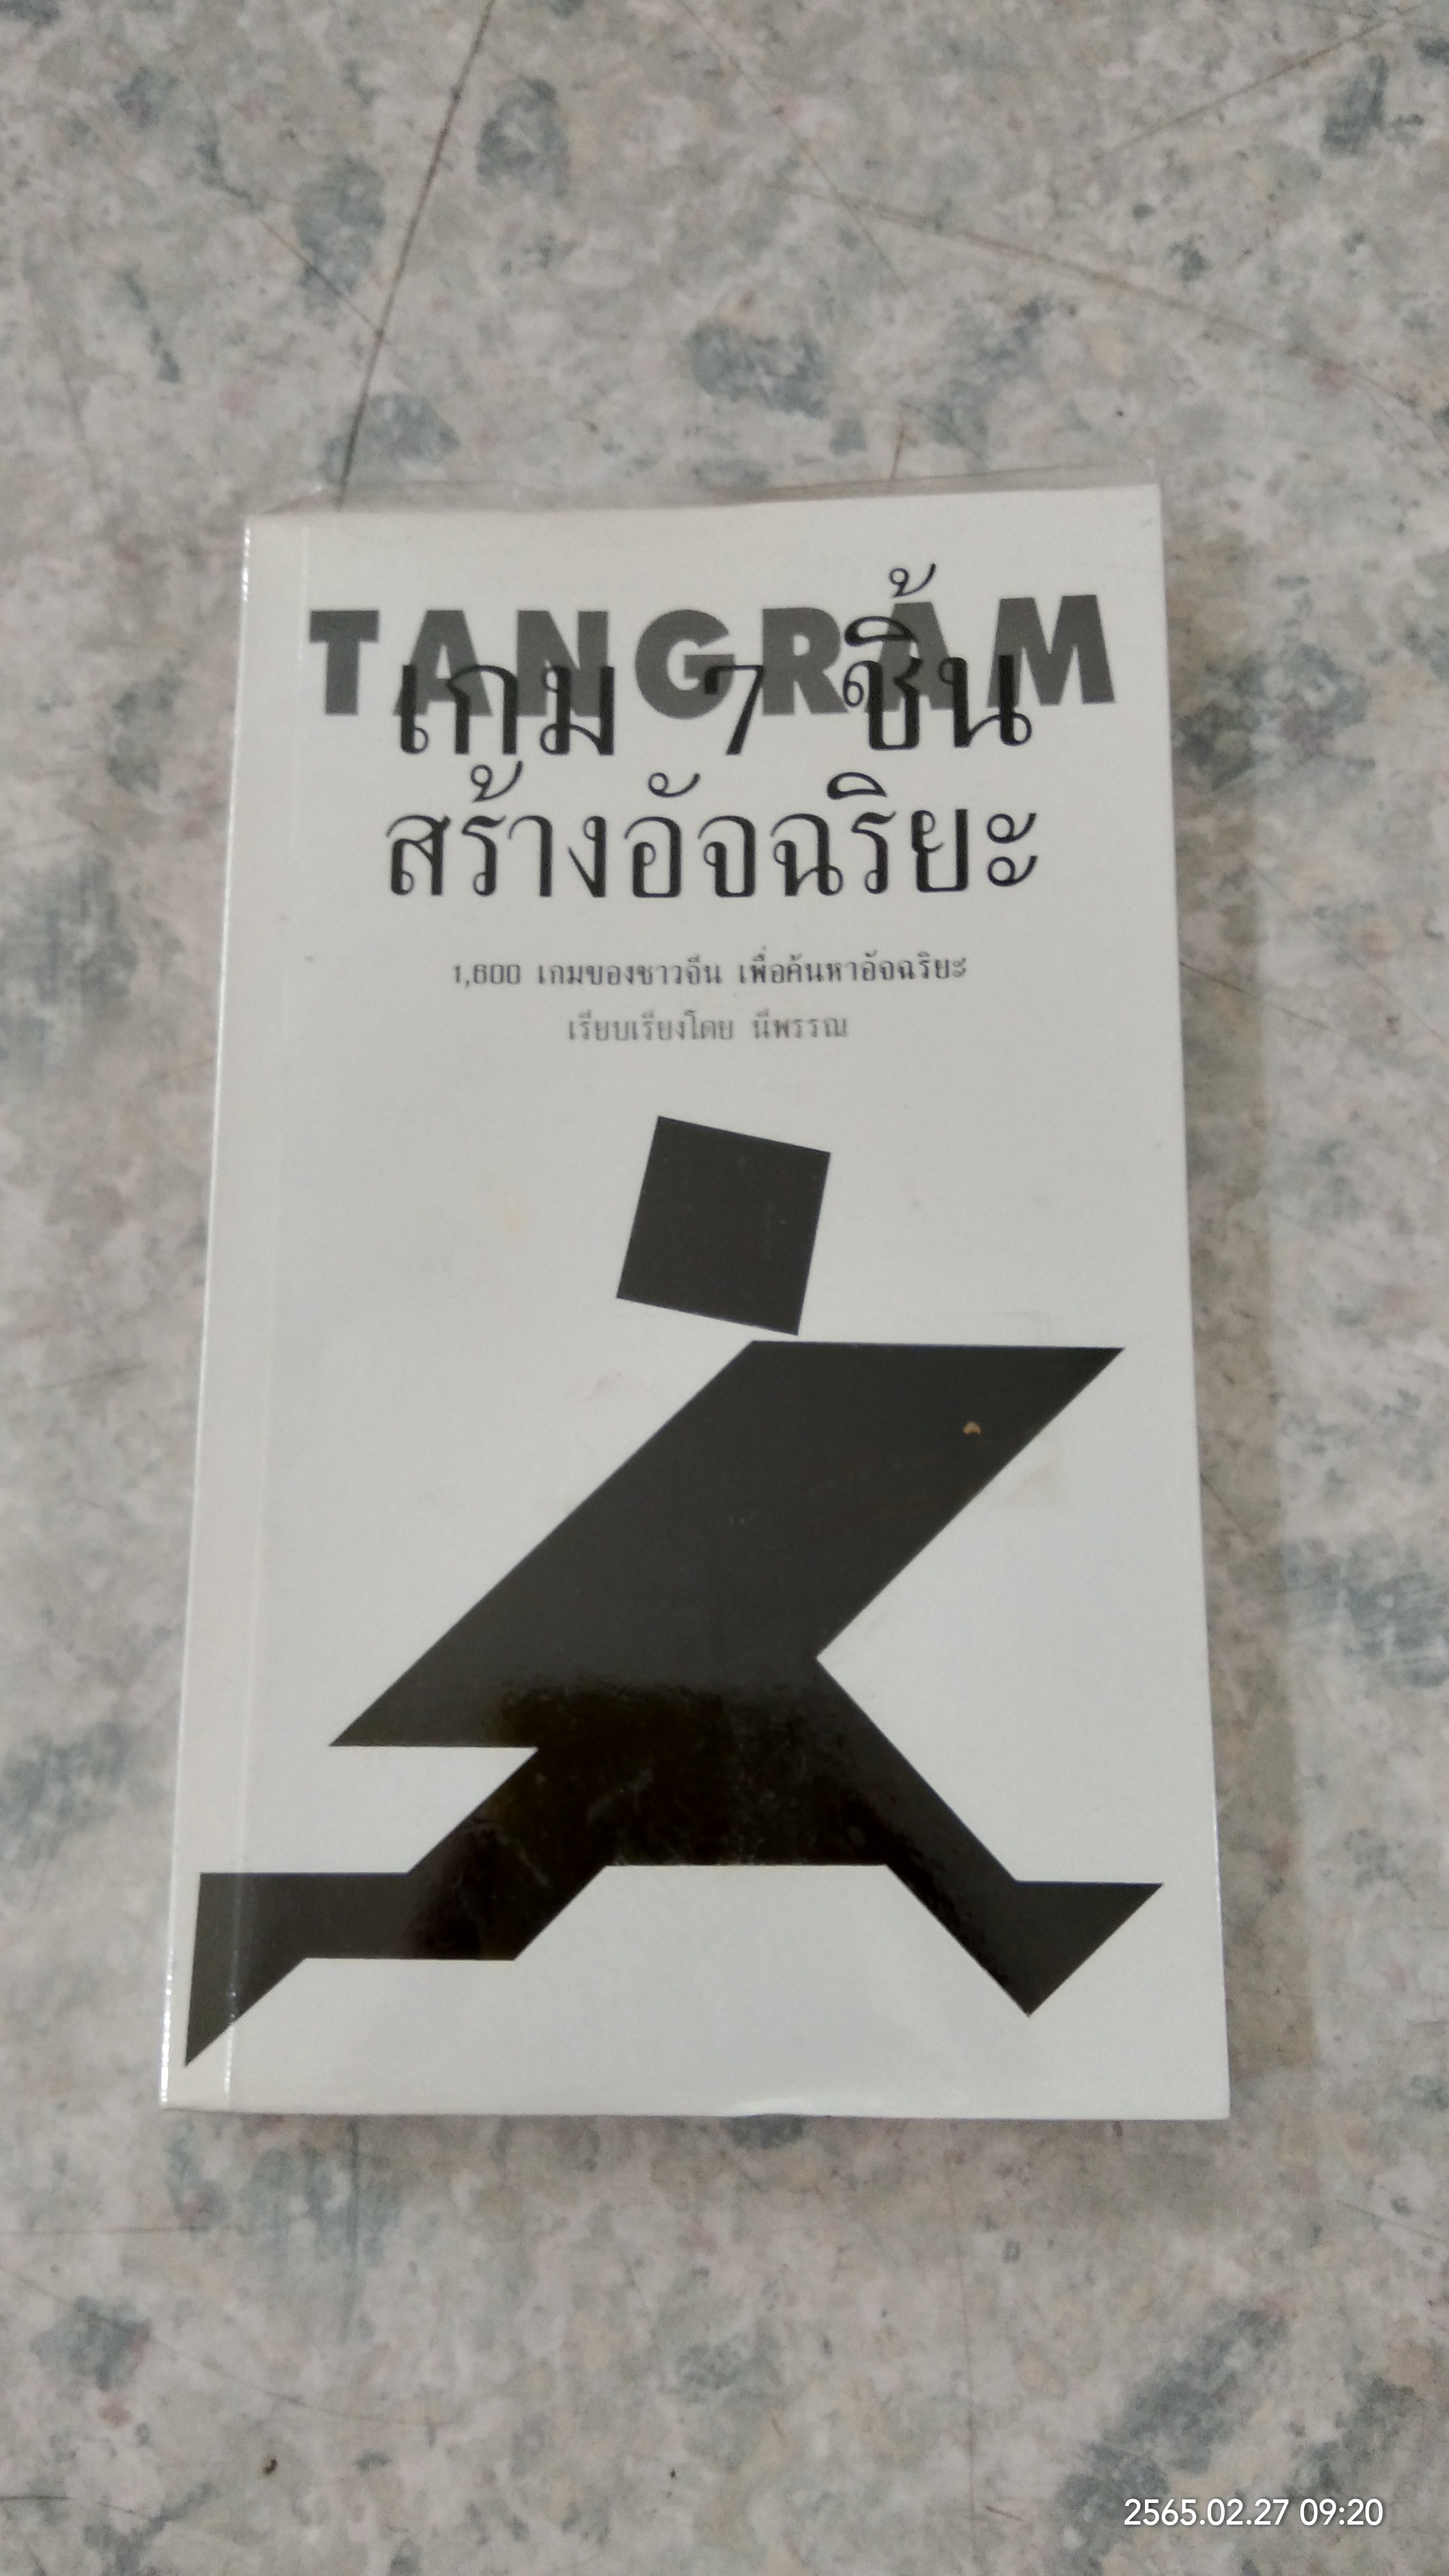 TANGRAM
เกม 7 ชิ้น
สร้างอัจฉริยะ
1,600 เกมของชาวจีน เพื่อค้นหาอัจฉริยะ
เรียบเรียงโดย นีพรรณ
2565.02.27 09:20